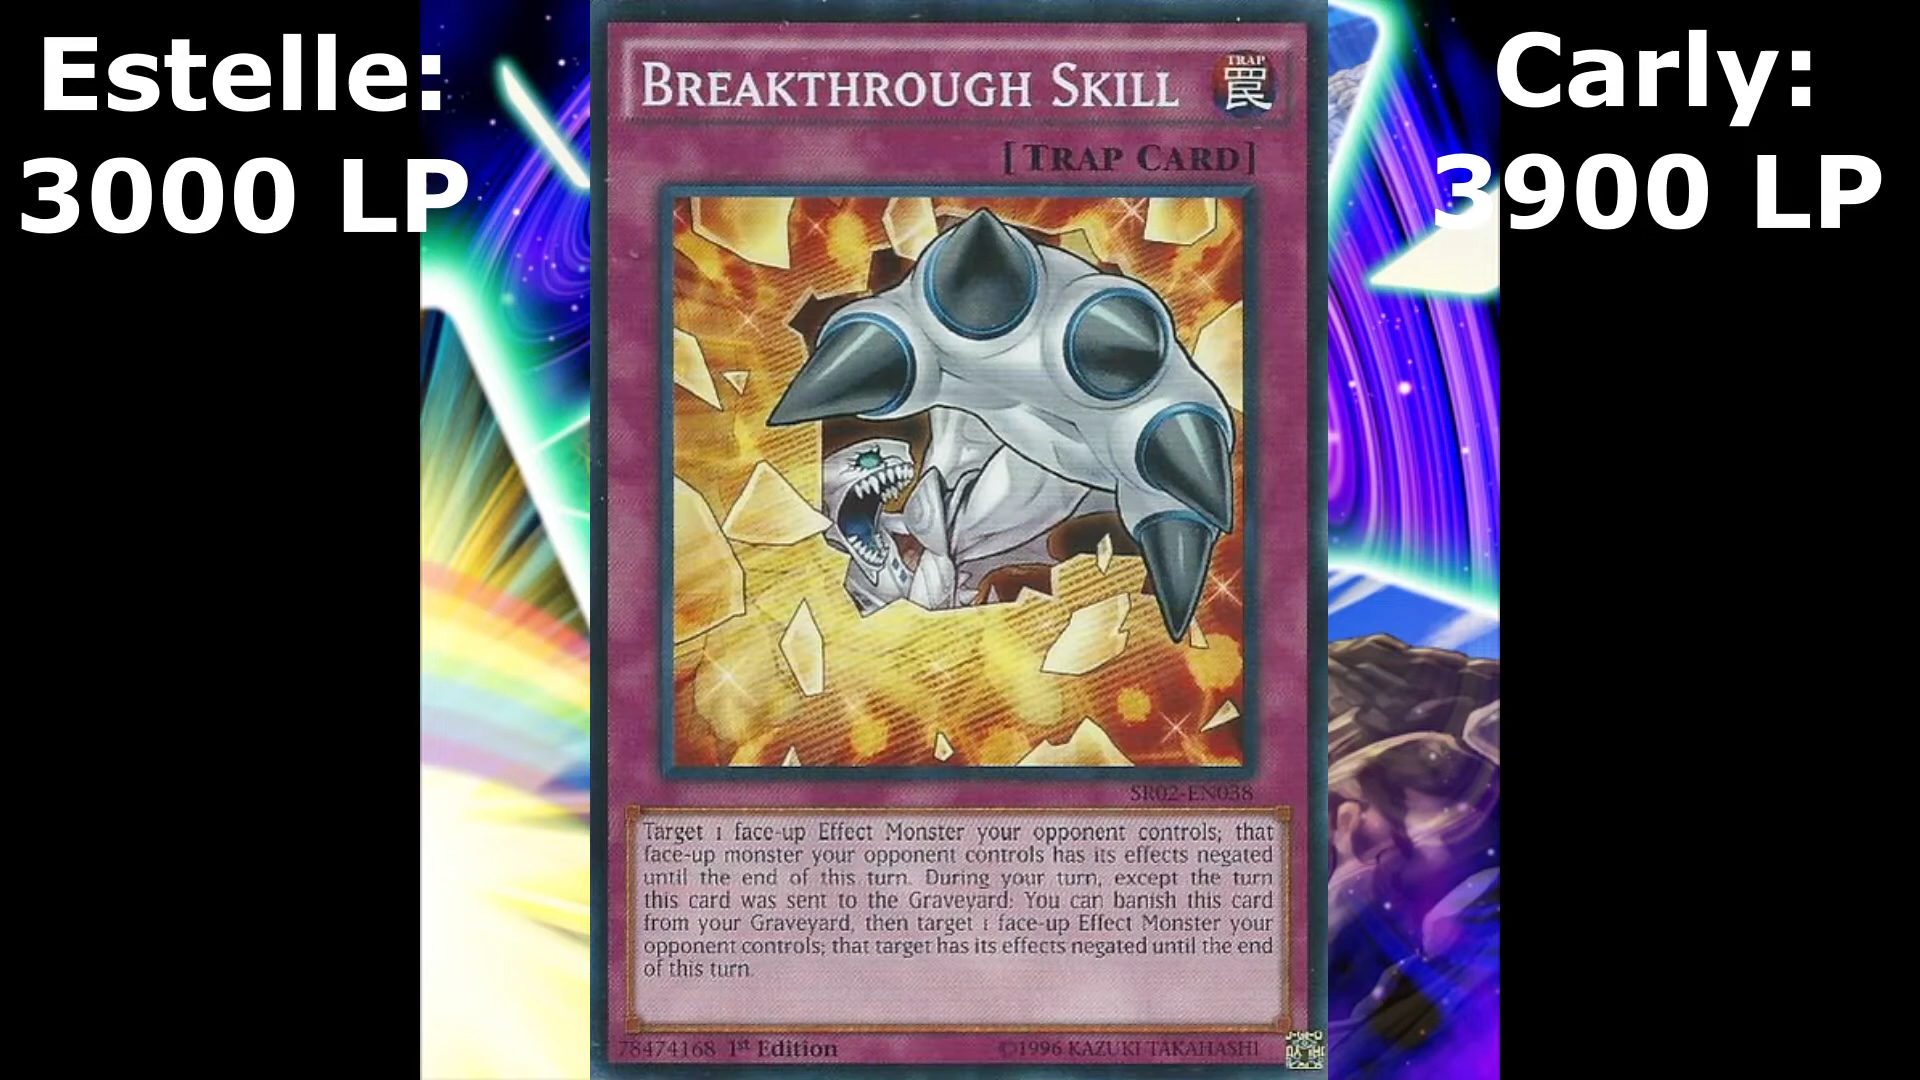 Estelle:
3000 LP
Carly:
3900 LP
BREAKTHROUGH SKILL
TRAP
罠
[TRAP CARD]
SR02-EN038
Target 1 face-up Effect Monster your opponent controls; that
face-up monster your opponent controls has its effects negated
until the end of this turn. During your turn, except the turn
this card was sent to the Graveyard: You can banish this card
from your Graveyard, then target 1 face-up Effect Monster your
opponent controls; that target has its effects negated until the end
of this turn.
78474168 1st Edition
©1996 KAZUKI TAKAHASHI